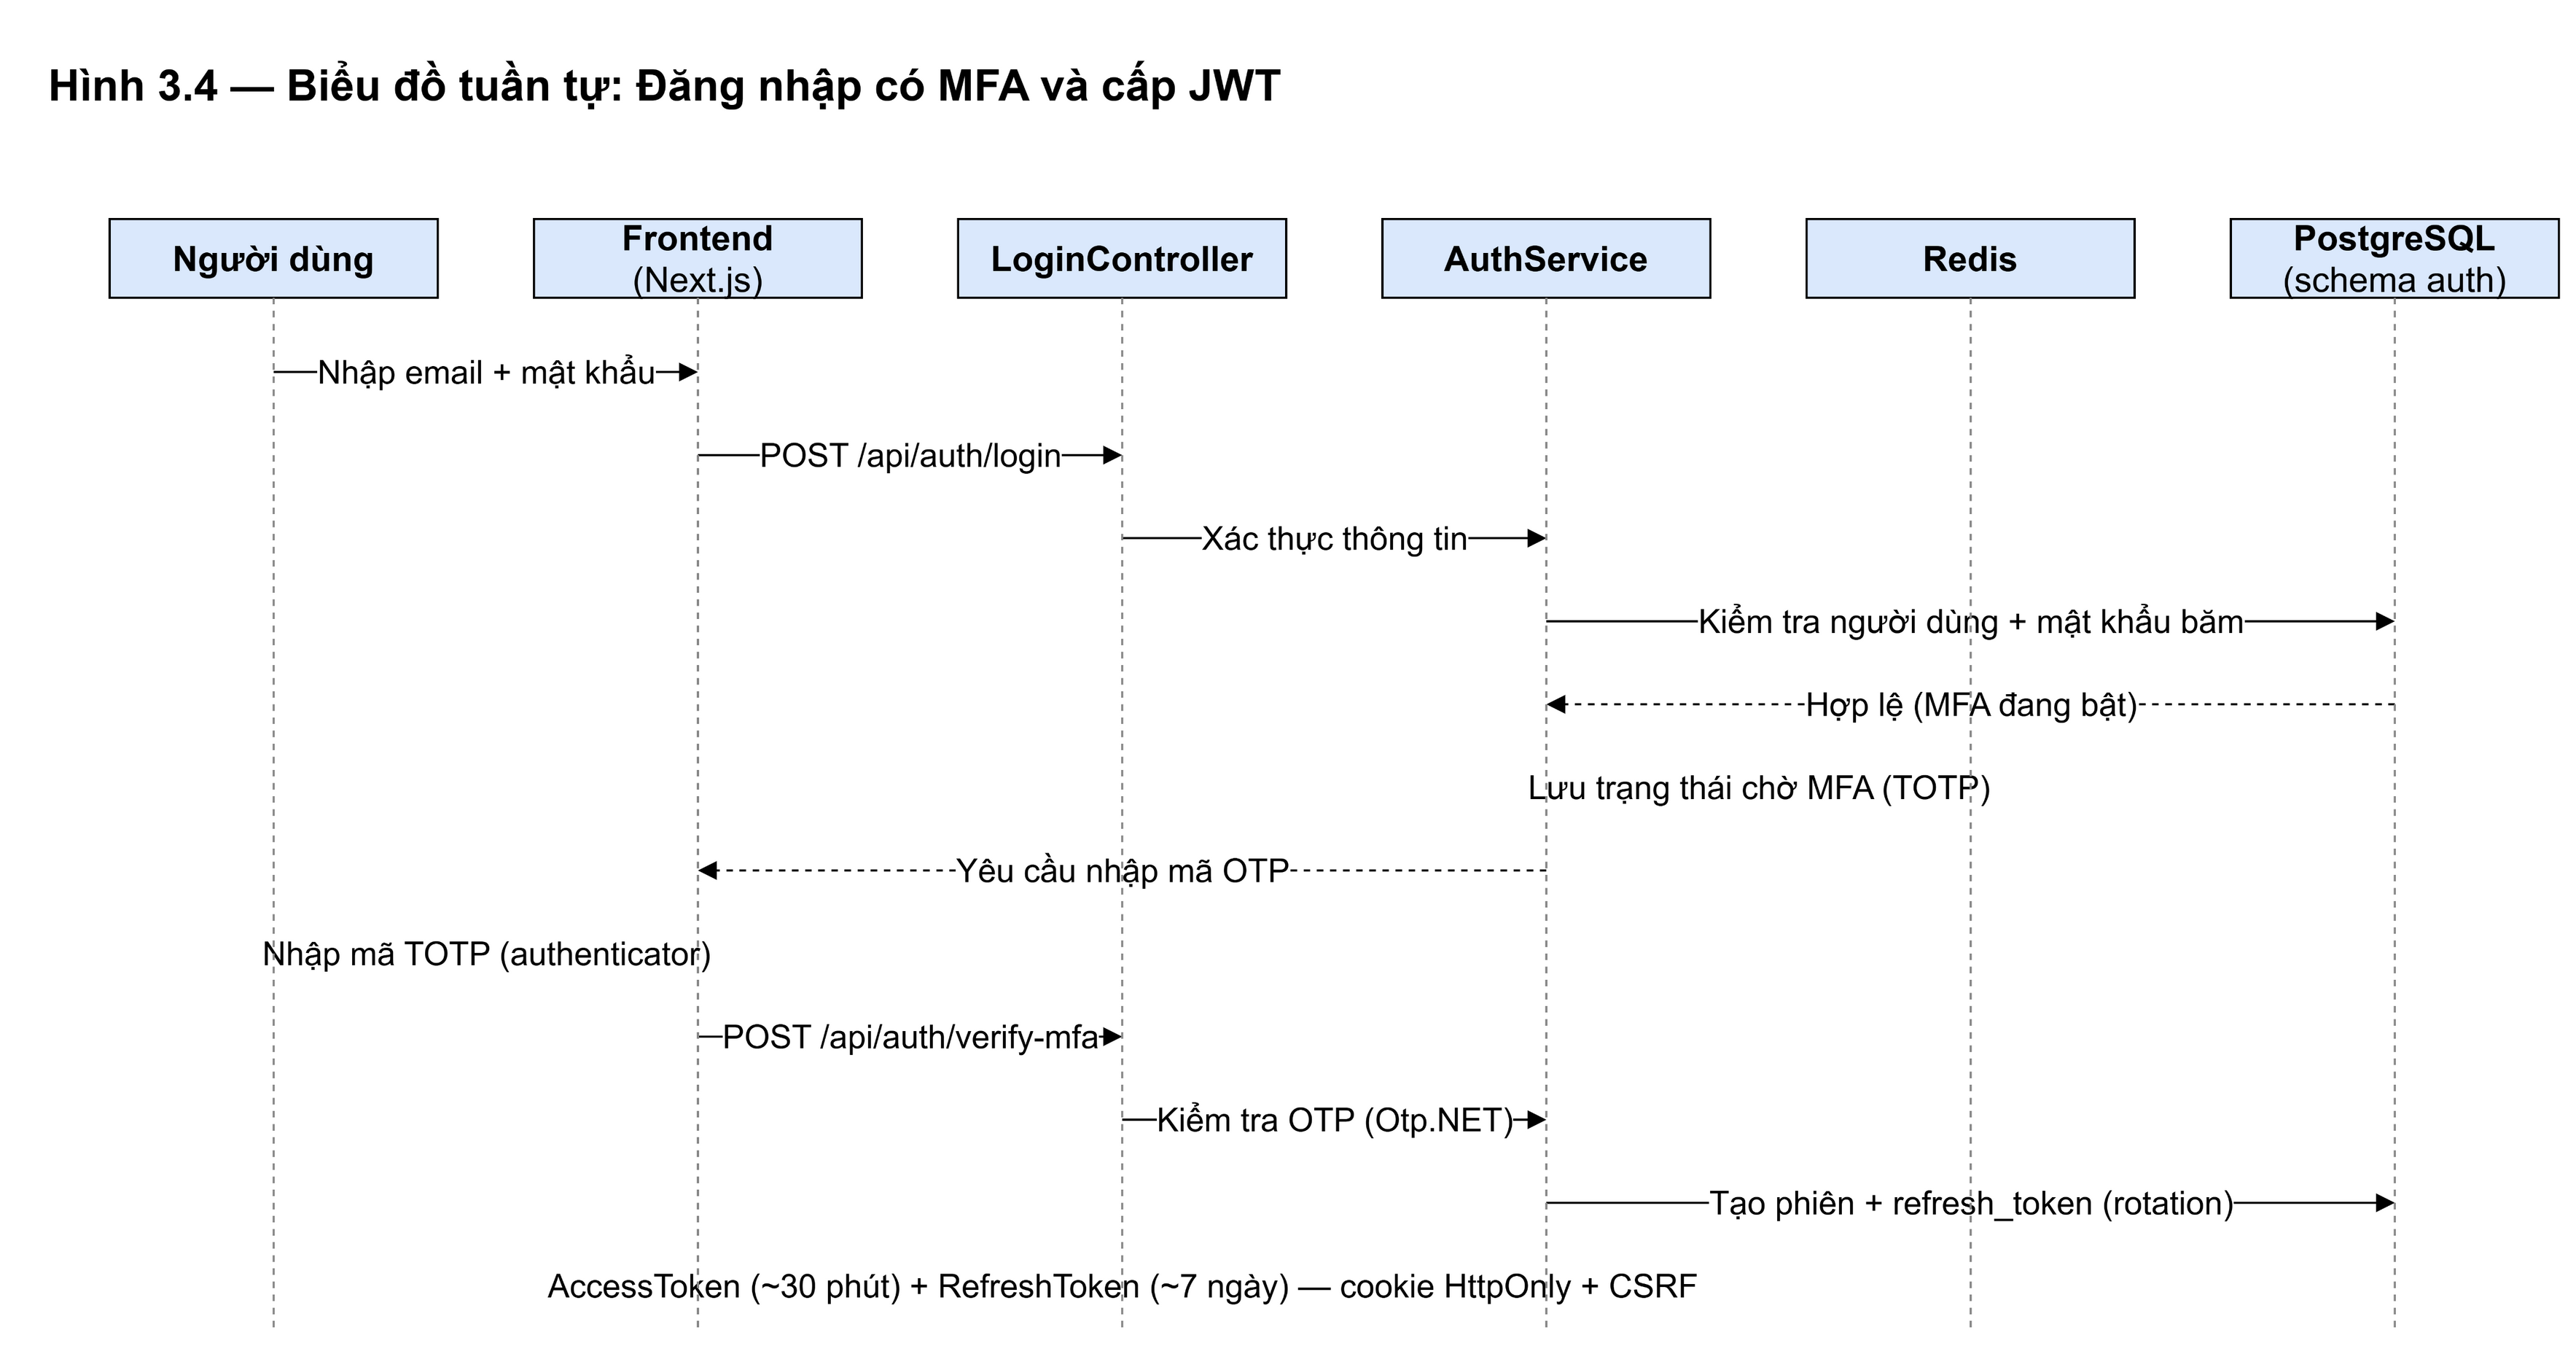 Hình 3.4 — Biểu đồ tuần tự: Đăng nhập có MFA và cấp JWT
Người dùng
Frontend
(Next.js)
LoginController
AuthService
Redis
PostgreSQL
(schema auth)
Nhập email + mật khẩu
POST /api/auth/login
Xác thực thông tin
Kiểm tra người dùng + mật khẩu băm
Hợp lệ (MFA đang bật)
Lưu trạng thái chờ MFA (TOTP)
Yêu cầu nhập mã OTP
Nhập mã TOTP (authenticator)
POST /api/auth/verify-mfa
Kiểm tra OTP (Otp.NET)
Tạo phiên + refresh_token (rotation)
AccessToken (~30 phút) + RefreshToken (~7 ngày) — cookie HttpOnly + CSRF